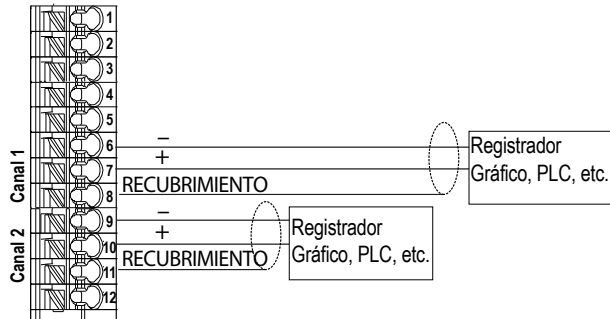 1
2
3
4
5
6
7
8
9
10
11
12
Canal 1
Canal 2
−
+
RECUBRIMIENTO
Registrador
Gráfico, PLC, etc.
−
+
RECUBRIMIENTO
Registrador
Gráfico, PLC, etc.